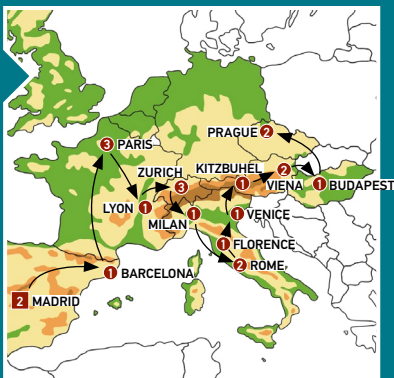 3 PARIS
PRAGUE 2
ZURICH
KITZBUHEL
3
2
1
VIENA
1 BUDAPEST
LYON 1
MILAN 1
1 VENICE
1 FLORENCE
2 ROME
1 BARCELONA
2 MADRID